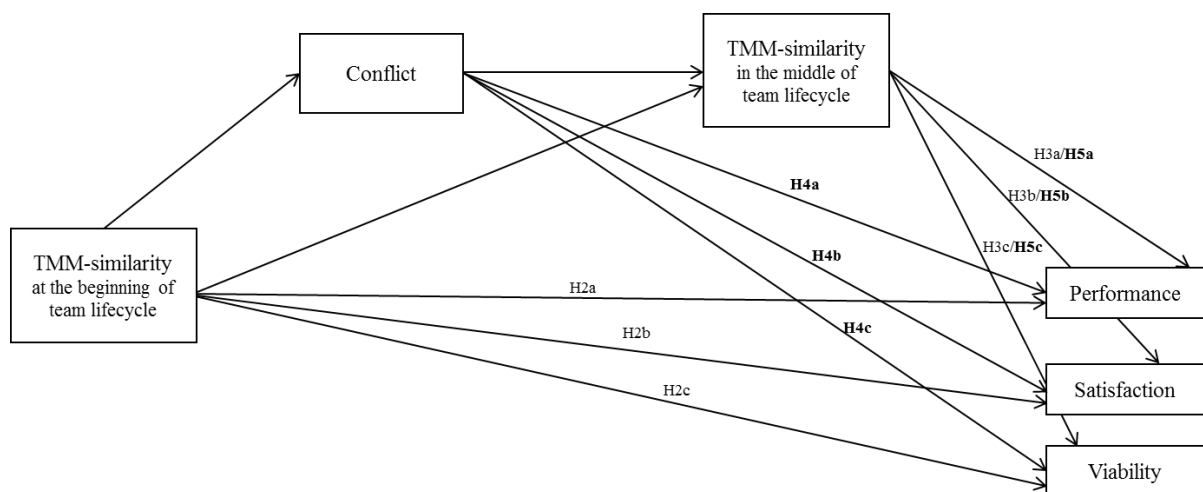 TMM-similarity
in the middle of
team lifecycle
Conflict
H3a/H5a
H4a
H3b/H5b
TMM-similarity
at the beginning of
team lifecycle
H4b
H3c/H5c
H2a
Performance
H4c
H2b
H2c
Satisfaction
Viability